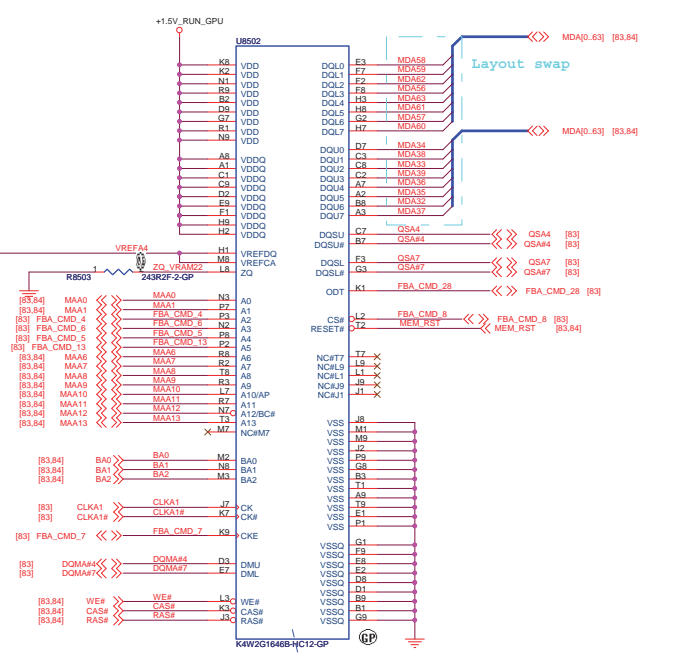 +1.5V_RUN_GPU
U8502
K8 VDD
K2 VDD
N1 VDD
R9 VDD
B2 VDD
D9 VDD
G7 VDD
R1 VDD
N9 VDD
A8 VDDQ
A1 VDDQ
C1 VDDQ
C9 VDDQ
D2 VDDQ
E9 VDDQ
F1 VDDQ
H9 VDDQ
H2 VDDQ
VREFA4 H1 VREFDQ
M8 VREFCA
R8503 1 243R2F-2-GP ZQ_VRAM22 L8 ZQ
[83,84] MAA0 MAA0 N3 A0
[83,84] MAA1 MAA1 P7 A1
[83] FBA_CMD_4 FBA_CMD_4 P3 A2
[83] FBA_CMD_6 FBA_CMD_6 N2 A3
[83] FBA_CMD_5 FBA_CMD_5 P8 A4
[83] FBA_CMD_13 FBA_CMD_13 P2 A5
[83,84] MAA6 MAA6 R8 A6
[83,84] MAA7 MAA7 R2 A7
[83,84] MAA8 MAA8 T8 A8
[83,84] MAA9 MAA9 R3 A9
[83,84] MAA10 MAA10 L7 A10/AP
[83,84] MAA11 MAA11 R7 A11
[83,84] MAA12 MAA12 N7 A12/BC#
[83,84] MAA13 MAA13 T3 A13
M7 NC#M7
[83,84] BA0 BA0 M2 BA0
[83,84] BA1 BA1 N8 BA1
[83,84] BA2 BA2 M3 BA2
[83] CLKA1 CLKA1 J7 CK
[83] CLKA1# CLKA1# K7 CK#
[83] FBA_CMD_7 FBA_CMD_7 K9 CKE
[83] DQMA#4 DQMA#4 D3 DMU
[83] DQMA#7 DQMA#7 E7 DML
[83,84] WE# WE# L3 WE#
[83,84] CAS# CAS# K3 CAS#
[83,84] RAS# RAS# J3 RAS#
K4W2G1646B-HC12-GP
MDA[0..63] [83,84]
Layout swap
DQL0 E3 MDA58
DQL1 F7 MDA59
DQL2 F2 MDA62
DQL3 F8 MDA56
DQL4 H3 MDA63
DQL5 H8 MDA61
DQL6 G2 MDA57
DQL7 H7 MDA60
MDA[0..63] [83,84]
DQU0 D7 MDA34
DQU1 C3 MDA38
DQU2 C8 MDA33
DQU3 C2 MDA39
DQU4 A7 MDA36
DQU5 A2 MDA35
DQU6 B8 MDA32
DQU7 A3 MDA37
DQSU C7 QSA4 QSA4 [83]
DQSU# B7 QSA#4 QSA#4 [83]
DQSL F3 QSA7 QSA7 [83]
DQSL# G3 QSA#7 QSA#7 [83]
ODT K1 FBA_CMD_28 FBA_CMD_28 [83]
CS# L2 FBA_CMD_8 FBA_CMD_8 [83]
RESET# T2 MEM_RST MEM_RST [83,84]
NC#T7 T7
NC#L9 L9
NC#L1 L1
NC#J9 J9
NC#J1 J1
VSS J8
VSS M1
VSS M9
VSS J2
VSS P9
VSS G8
VSS B3
VSS T1
VSS A9
VSS T9
VSS E1
VSS P1
VSSQ G1
VSSQ F9
VSSQ E8
VSSQ E2
VSSQ D8
VSSQ D1
VSSQ B9
VSSQ B1
VSSQ G9
GP